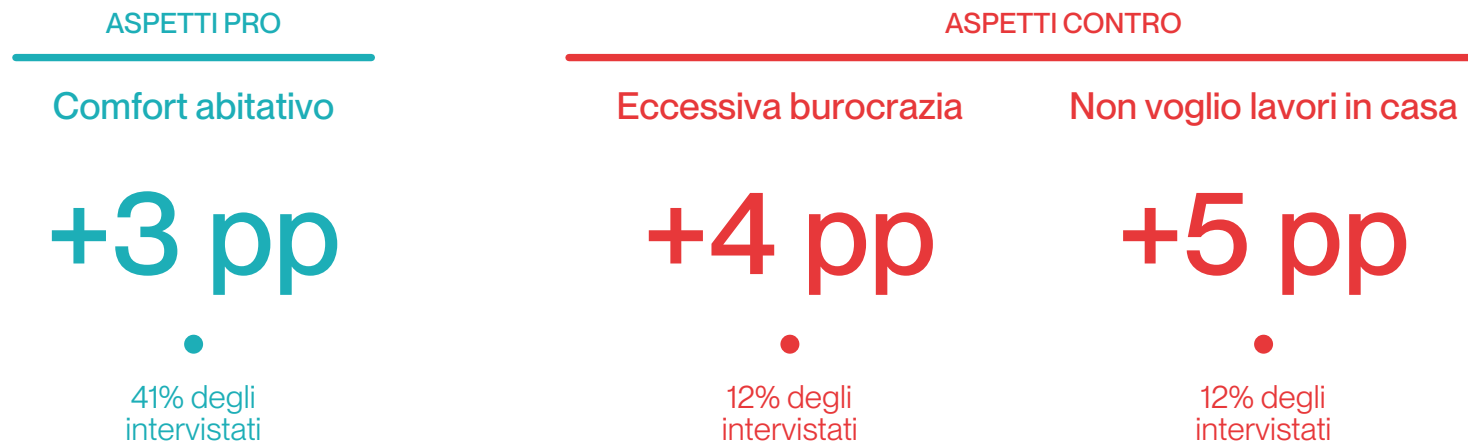 ASPETTI PRO
Comfort abitativo
+3 pp
41% degli
intervistati
ASPETTI CONTRO
Eccessiva burocrazia
+4 pp
12% degli
intervistati
Non voglio lavori in casa
+5 pp
12% degli
intervistati